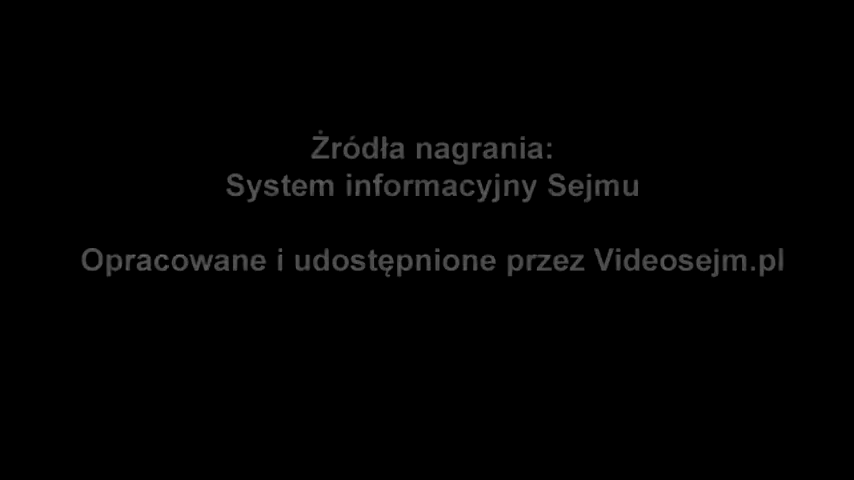 Żródła nagrania:
System informacyjny Sejmu
Opracowane i udostępnione przez Videosejm.pl